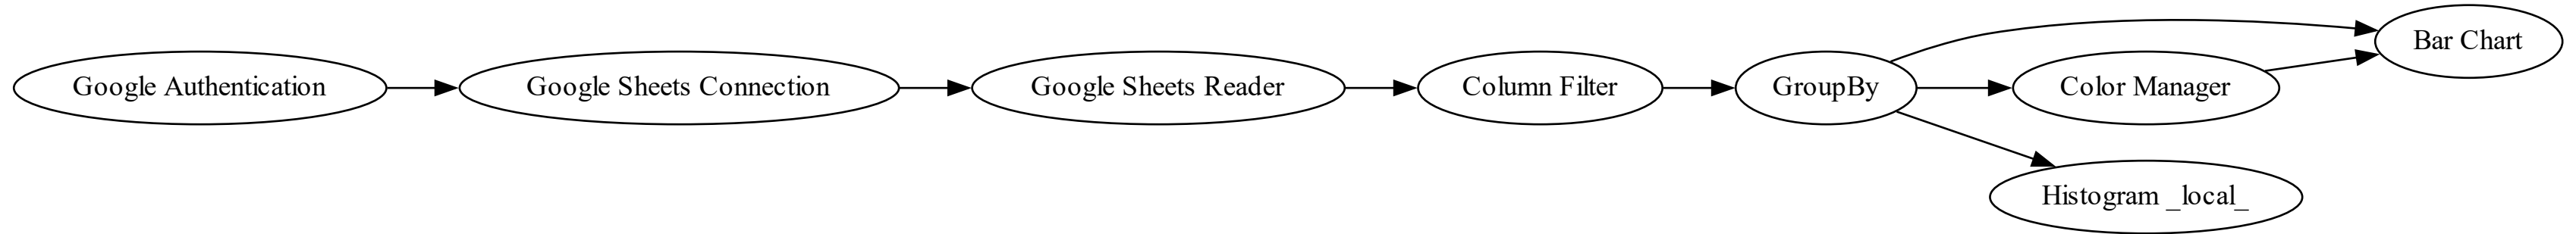 Google Authentication
Google Sheets Connection
Google Sheets Reader
Column Filter
GroupBy
Color Manager
Bar Chart
Histogram _local_